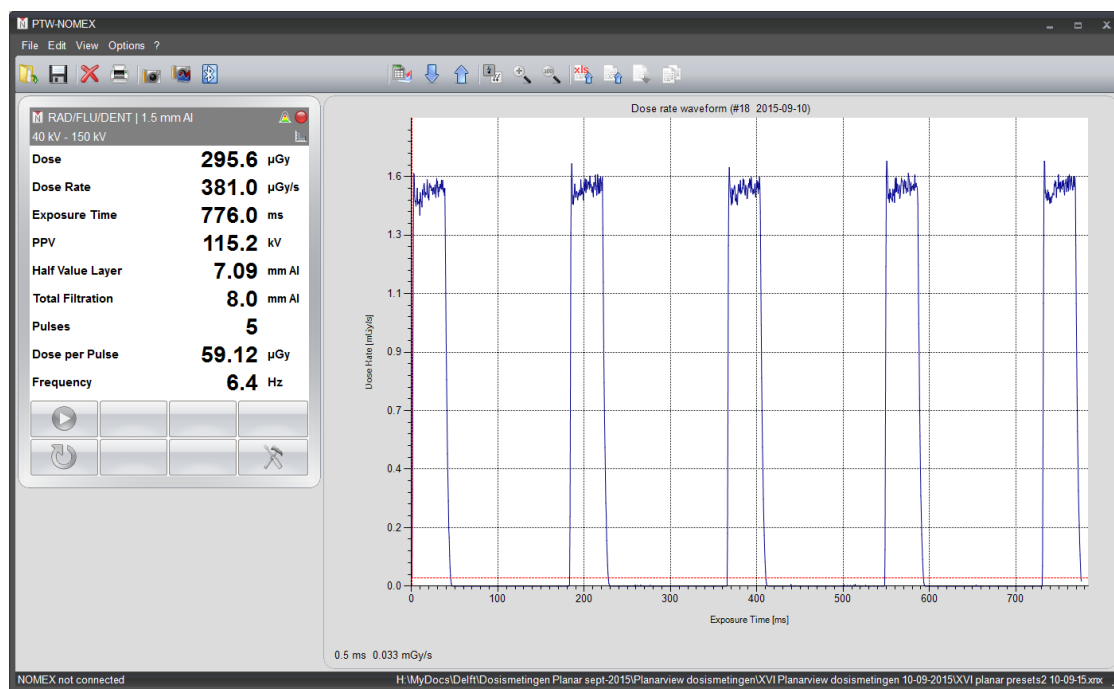 PTW-NOMEX
File Edit View Options ?
RAD/FLU/DENT | 1.5 mm Al
40 kV - 150 kV
Dose 295.6 µGy
Dose Rate 381.0 µGy/s
Exposure Time 776.0 ms
PPV 115.2 kV
Half Value Layer 7.09 mm Al
Total Filtration 8.0 mm Al
Pulses 5
Dose per Pulse 59.12 µGy
Frequency 6.4 Hz
Dose rate waveform (#18 2015-09-10)
Dose Rate [mGy/s]
1.6
1.3
1.1
0.9
0.7
0.4
0.2
0.0
0 100 200 300 400 500 600 700
Exposure Time [ms]
0.5 ms 0.033 mGy/s
NOMEX not connected
H:\MyDocs\Delft\Dosismetingen Planar sept-2015\Planarview dosismetingen\XVI Planarview dosismetingen 10-09-2015\XVI planar presets2 10-09-15.xnx